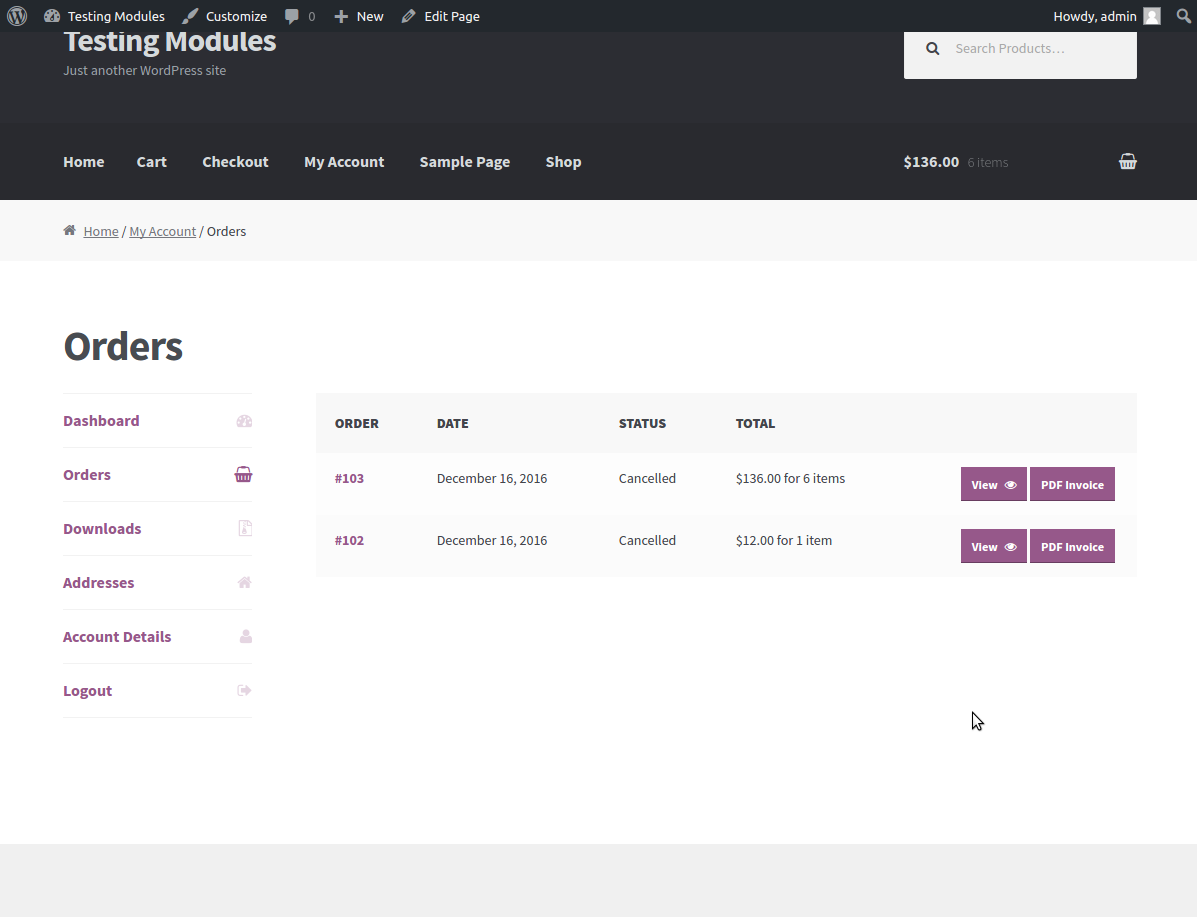 Testing Modules Customize 0 New Edit Page Howdy, admin
Testing Modules
Just another WordPress site
Search Products…
Home Cart Checkout My Account Sample Page Shop $136.00 6 items
Home / My Account / Orders
Orders
Dashboard
Orders
Downloads
Addresses
Account Details
Logout
ORDER DATE STATUS TOTAL
#103 December 16, 2016 Cancelled $136.00 for 6 items View PDF Invoice
#102 December 16, 2016 Cancelled $12.00 for 1 item View PDF Invoice